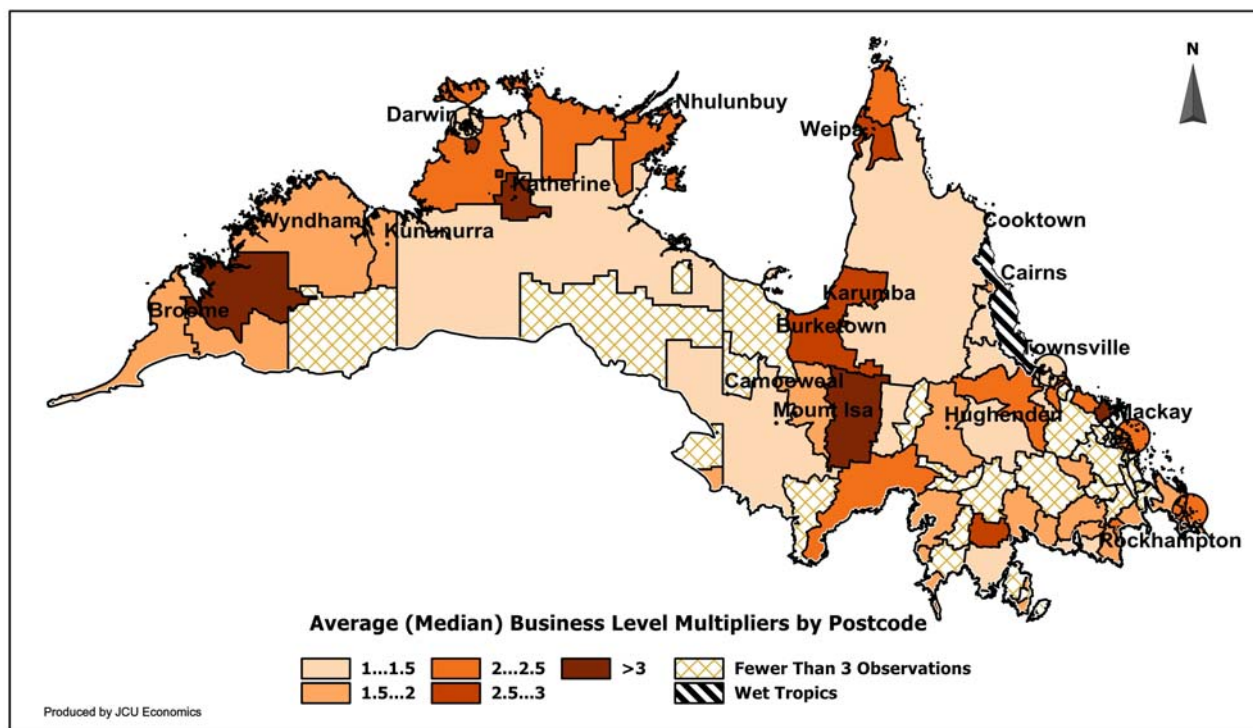 N
Darwin
Nhulunbuy
Weipa
Katherine
Wyndham
Kununurra
Cooktown
Cairns
Karumba
Broome
Burketown
Townsville
Camoeweal
Mount Isa
Hughenden
Mackay
Rockhampton
Average (Median) Business Level Multipliers by Postcode
1...1.5 2...2.5 >3 Fewer Than 3 Observations
1.5...2 2.5...3 Wet Tropics
Produced by JCU Economics